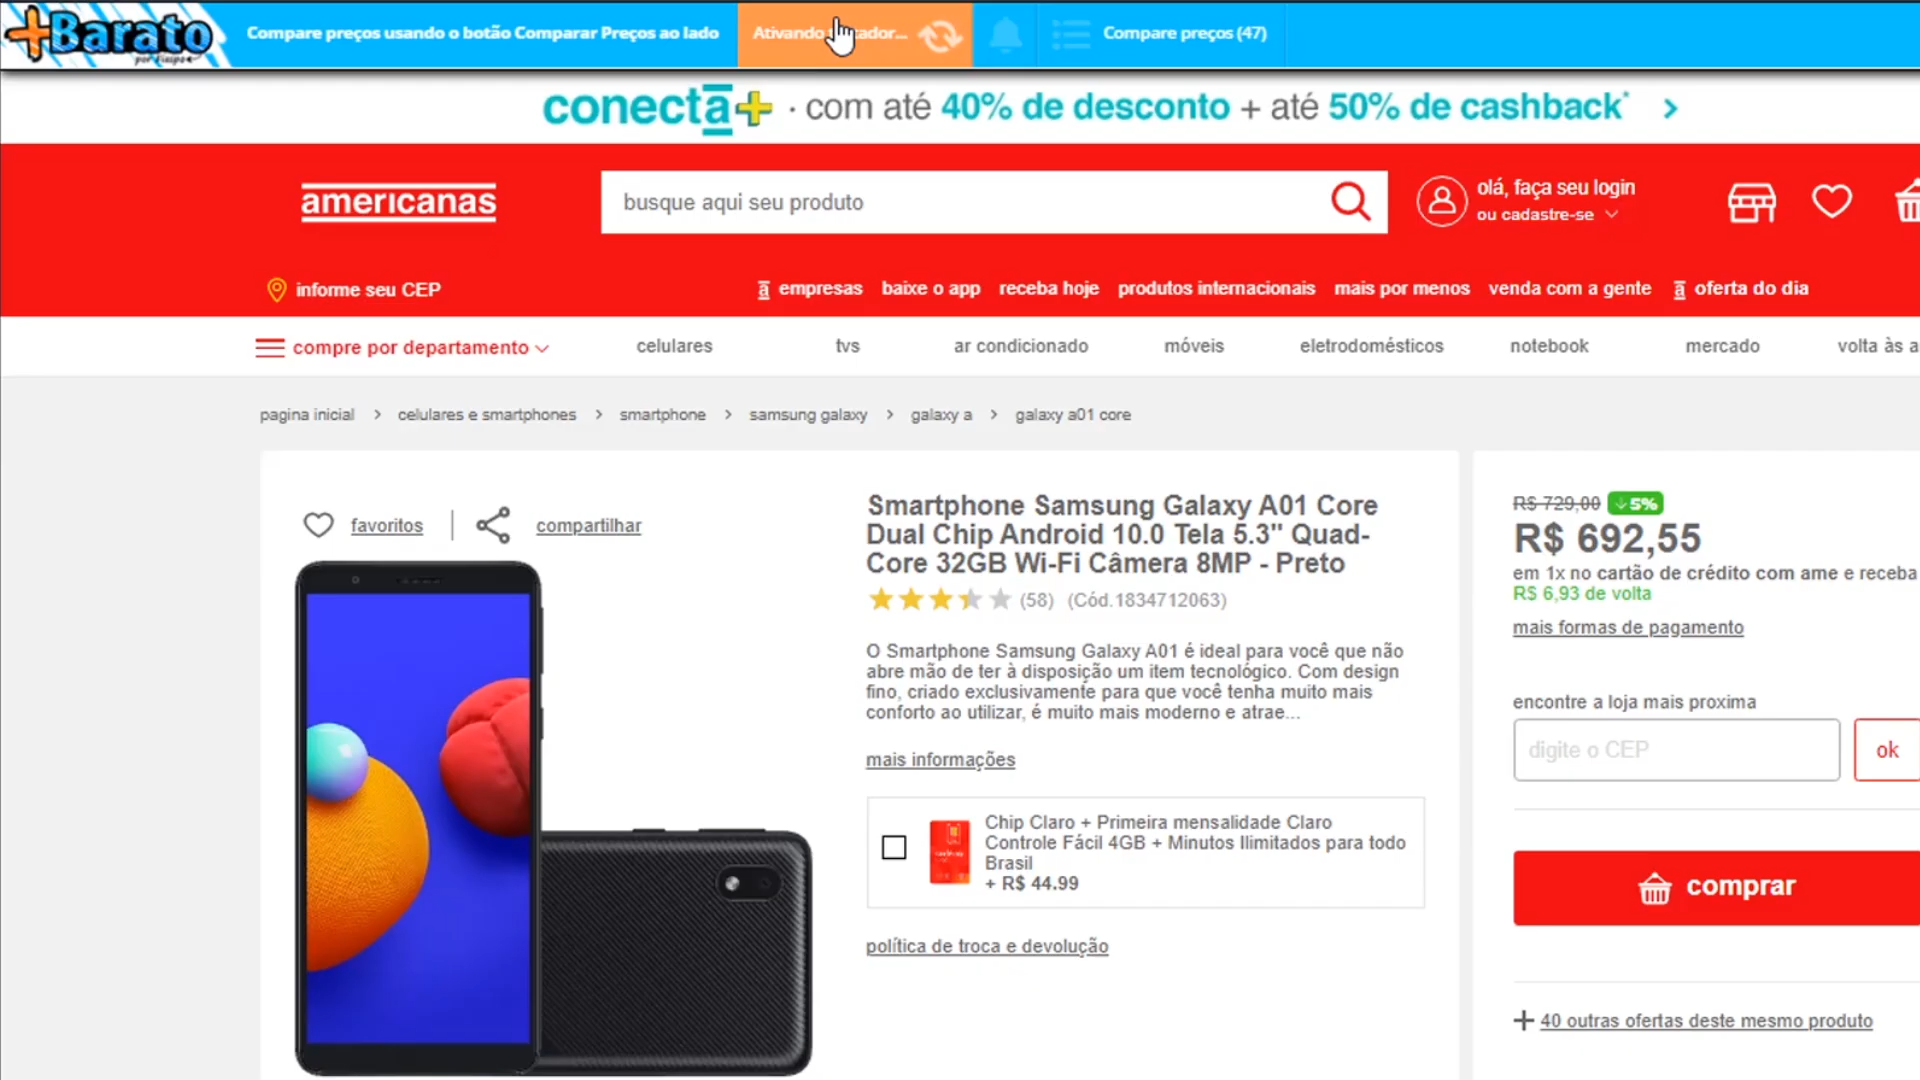 +Barato
por Pliuspo
Compare preços usando o botão Comparar Preços ao lado
Ativando
Compare preços (47)
conectā+ · com até 40% de desconto + até 50% de cashback* >
americanas
busque aqui seu produto
olá, faça seu login
ou cadastre-se
informe seu CEP
ā empresas baixe o app receba hoje produtos internacionais mais por menos venda com a gente ā oferta do dia
compre por departamento
celulares tvs ar condicionado móveis eletrodomésticos notebook mercado volta às a
pagina inicial > celulares e smartphones > smartphone > samsung galaxy > galaxy a > galaxy a01 core
favoritos | compartilhar
Smartphone Samsung Galaxy A01 Core
Dual Chip Android 10.0 Tela 5.3" Quad-
Core 32GB Wi-Fi Câmera 8MP - Preto
(58) (Cód.1834712063)
O Smartphone Samsung Galaxy A01 é ideal para você que não
abre mão de ter à disposição um item tecnológico. Com design
fino, criado exclusivamente para que você tenha muito mais
conforto ao utilizar, é muito mais moderno e atrae...
mais informações
Chip Claro + Primeira mensalidade Claro
Controle Fácil 4GB + Minutos Ilimitados para todo
Brasil
+ R$ 44.99
política de troca e devolução
R$ 729,00 ↓5%
R$ 692,55
em 1x no cartão de crédito com ame e receba
R$ 6,93 de volta
mais formas de pagamento
encontre a loja mais proxima
digite o CEP
ok
comprar
+ 40 outras ofertas deste mesmo produto